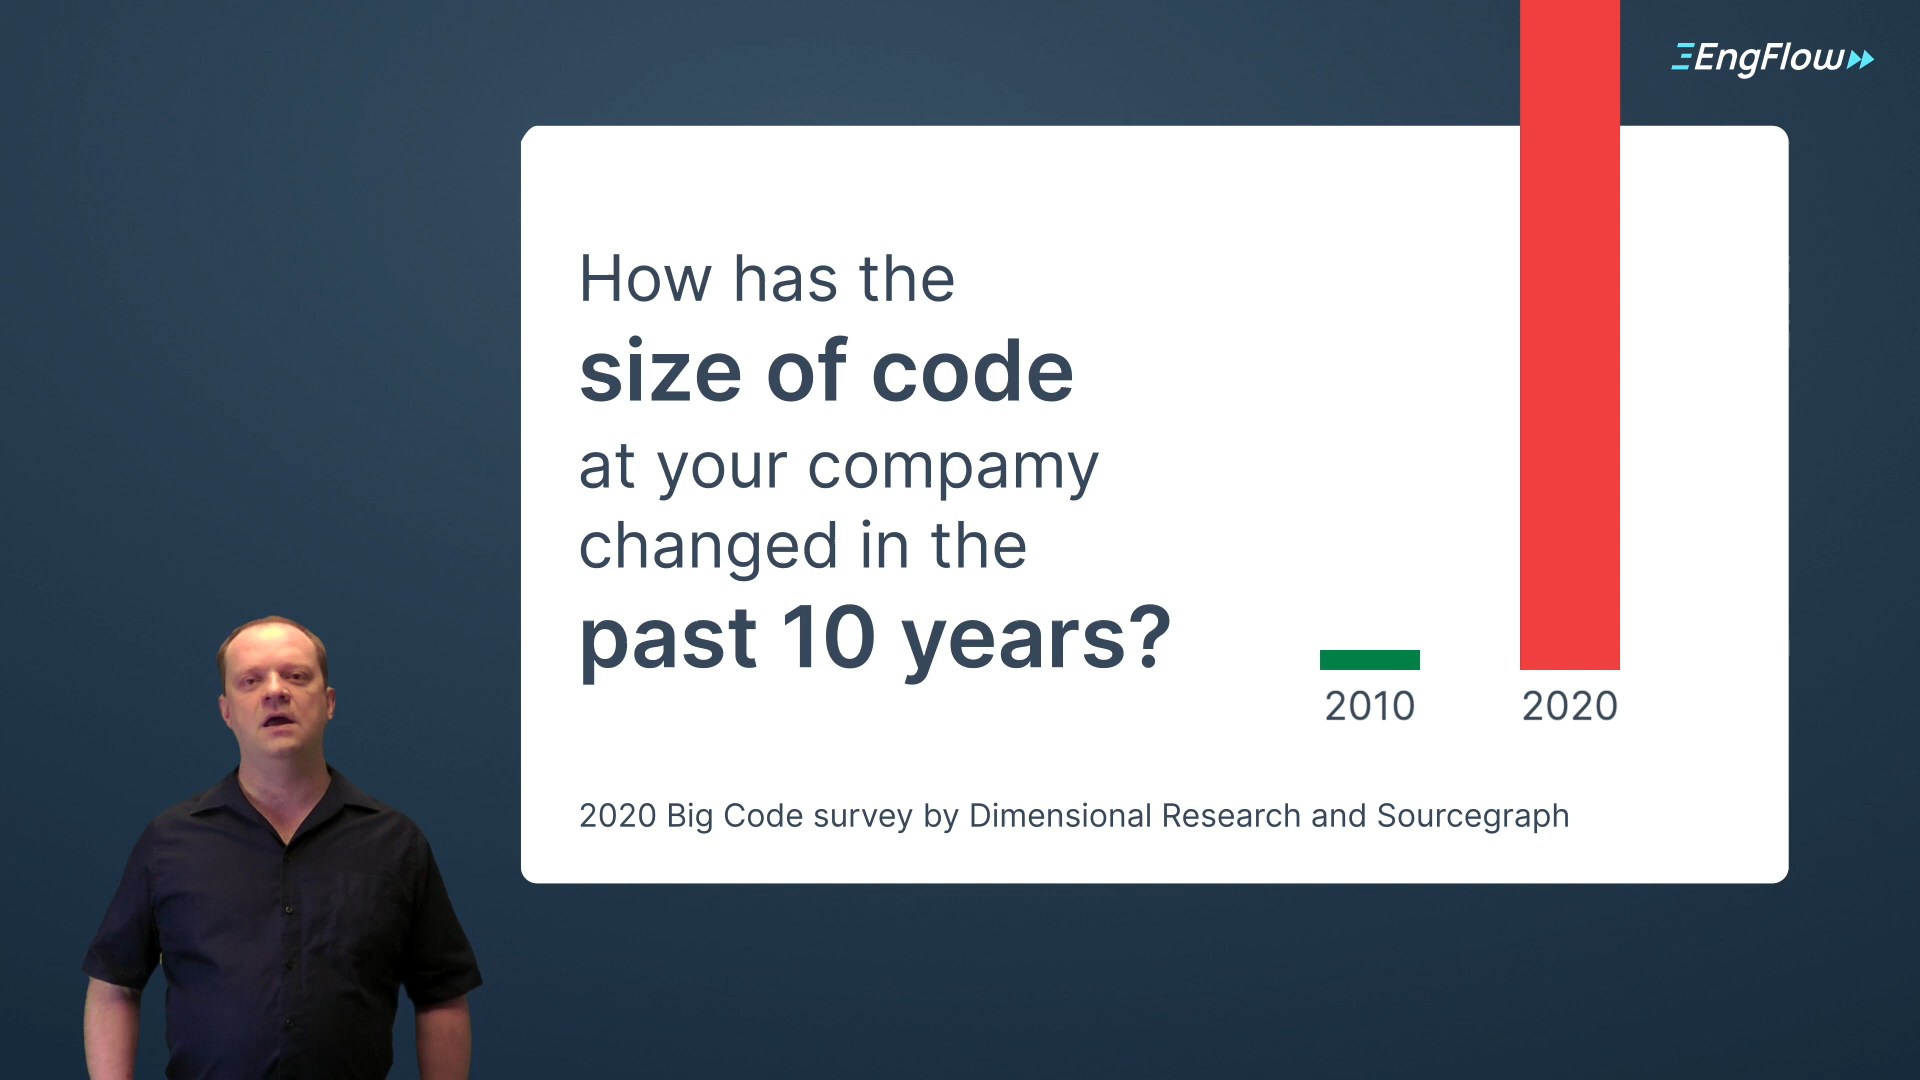 EngFlow
How has the
size of code
at your compamy
changed in the
past 10 years?
2010 2020
2020 Big Code survey by Dimensional Research and Sourcegraph